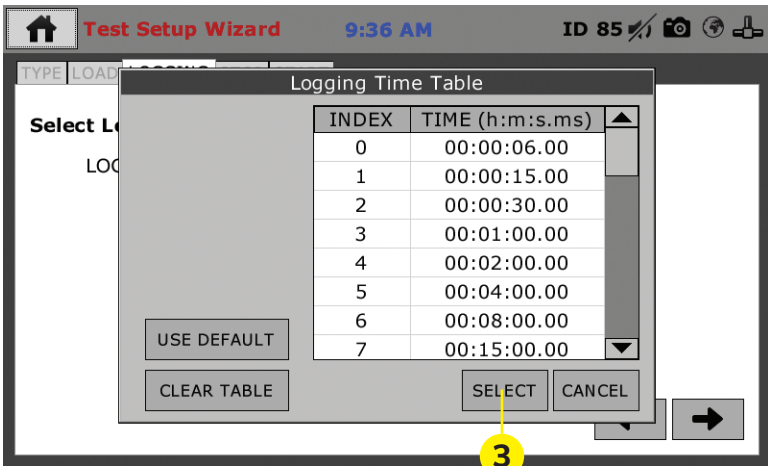 Test Setup Wizard 9:36 AM ID 85
TYPE LOAD
Logging Time Table
Select
INDEX TIME (h:m:s.ms)
0 00:00:06.00
1 00:00:15.00
2 00:00:30.00
3 00:01:00.00
4 00:02:00.00
5 00:04:00.00
6 00:08:00.00
7 00:15:00.00
USE DEFAULT
CLEAR TABLE SELECT CANCEL
3